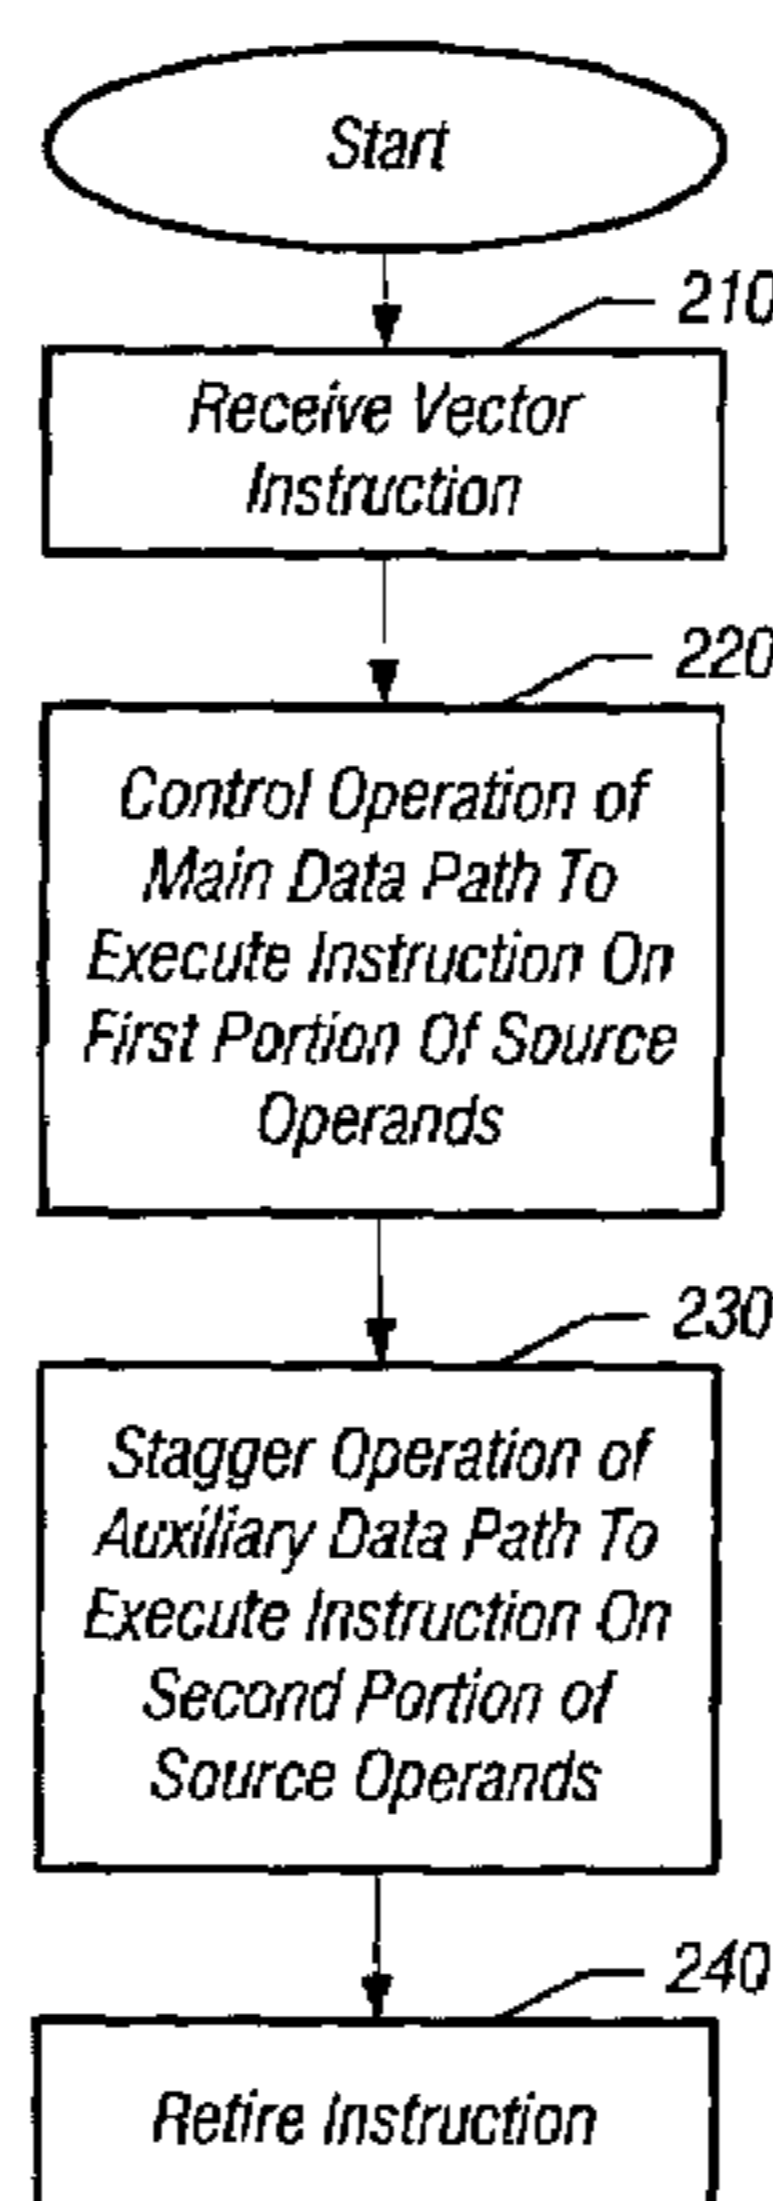 Start
210
Receive Vector
Instruction
220
Control Operation of
Main Data Path To
Execute Instruction On
First Portion Of Source
Operands
230
Stagger Operation of
Auxiliary Data Path To
Execute Instruction On
Second Portion of
Source Operands
240
Retire Instruction